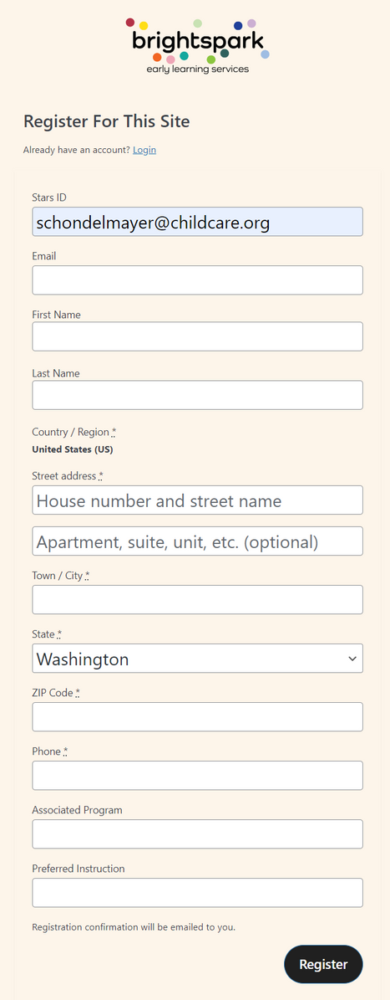 brightspark
early learning services
Register For This Site
Already have an account? Login
Stars ID
schondelmayer@childcare.org
Email
First Name
Last Name
Country / Region *
United States (US)
Street address *
House number and street name
Apartment, suite, unit, etc. (optional)
Town / City *
State *
Washington
ZIP Code *
Phone *
Associated Program
Preferred Instruction
Registration confirmation will be emailed to you.
Register